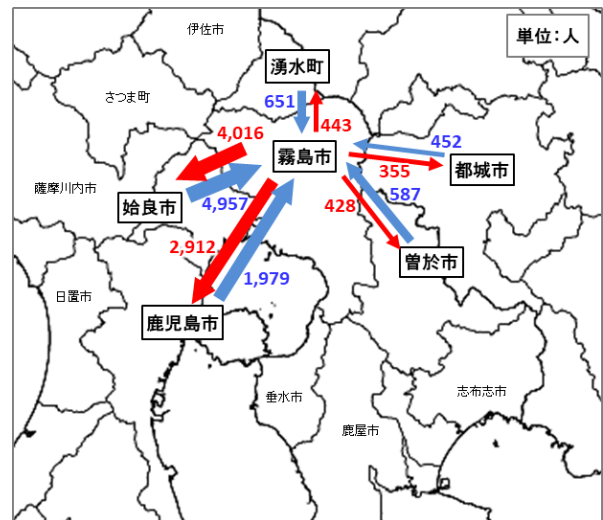 伊佐市
単位：人
湧水町
さつま町
651
443
4,016
霧島市
452
355
都城市
薩摩川内市
姶良市
4,957
428
587
2,912
1,979
曽於市
日置市
鹿児島市
垂水市
志布志市
鹿屋市